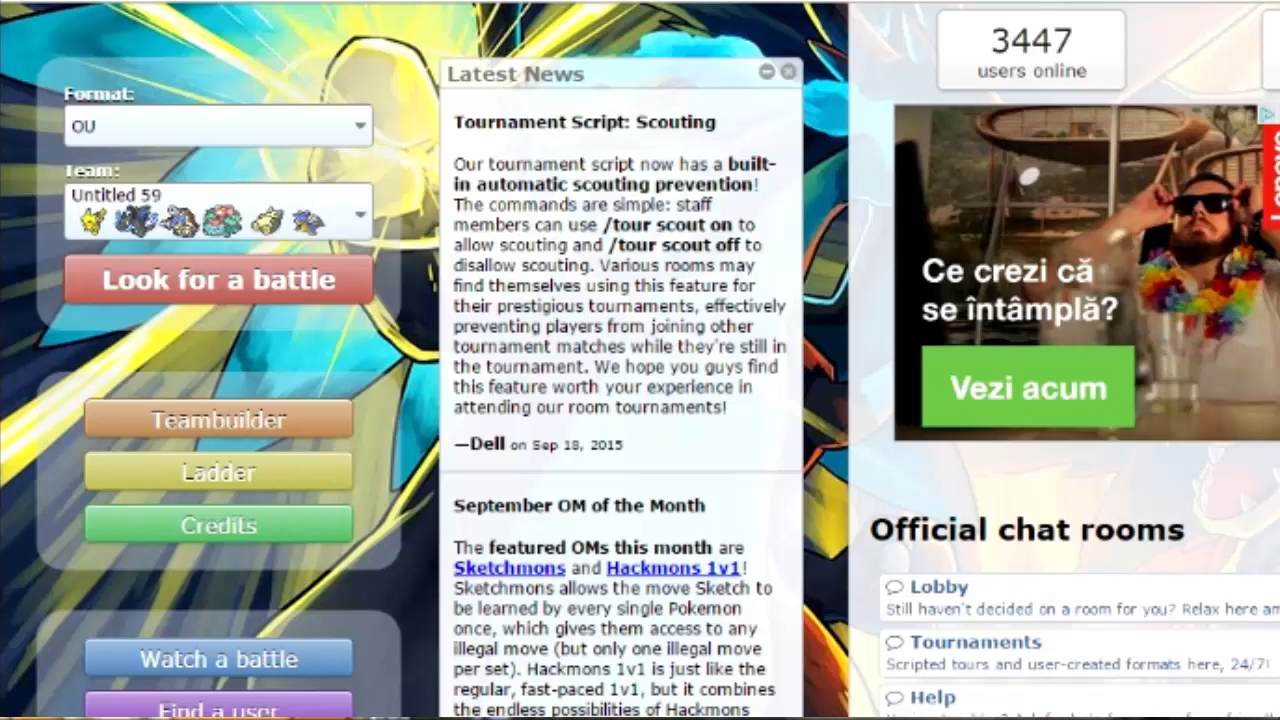 Format:
OU
Team:
Untitled 59
Look for a battle
Teambuilder
Ladder
Credits
Watch a battle
Find a user
Latest News
Tournament Script: Scouting
Our tournament script now has a built-
in automatic scouting prevention!
The commands are simple: staff
members can use /tour scout on to
allow scouting and /tour scout off to
disallow scouting. Various rooms may
find themselves using this feature for
their prestigious tournaments, effectively
preventing players from joining other
tournament matches while they're still in
the tournament. We hope you guys find
this feature worth your experience in
attending our room tournaments!
—Dell on Sep 18, 2015
September OM of the Month
The featured OMs this month are
Sketchmons and Hackmons 1v1!
Sketchmons allows the move Sketch to
be learned by every single Pokemon
once, which gives them access to any
illegal move (but only one illegal move
per set). Hackmons 1v1 is just like the
regular, fast-paced 1v1, but it combines
the endless possibilities of Hackmons
3447
users online
Ce crezi că
se întâmplă?
Vezi acum
Official chat rooms
Lobby
Still haven't decided on a room for you? Relax here
Tournaments
Scripted tours and user-created formats here, 24/7!
Help